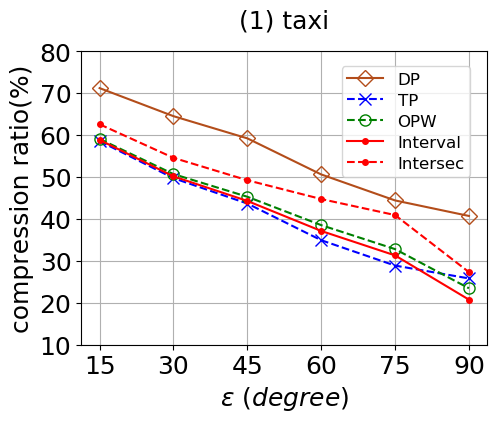 (1) taxi
compression ratio(%)
80
70
60
50
40
30
20
10
DP
TP
OPW
Interval
Intersec
15 30 45 60 75 90
ε (degree)